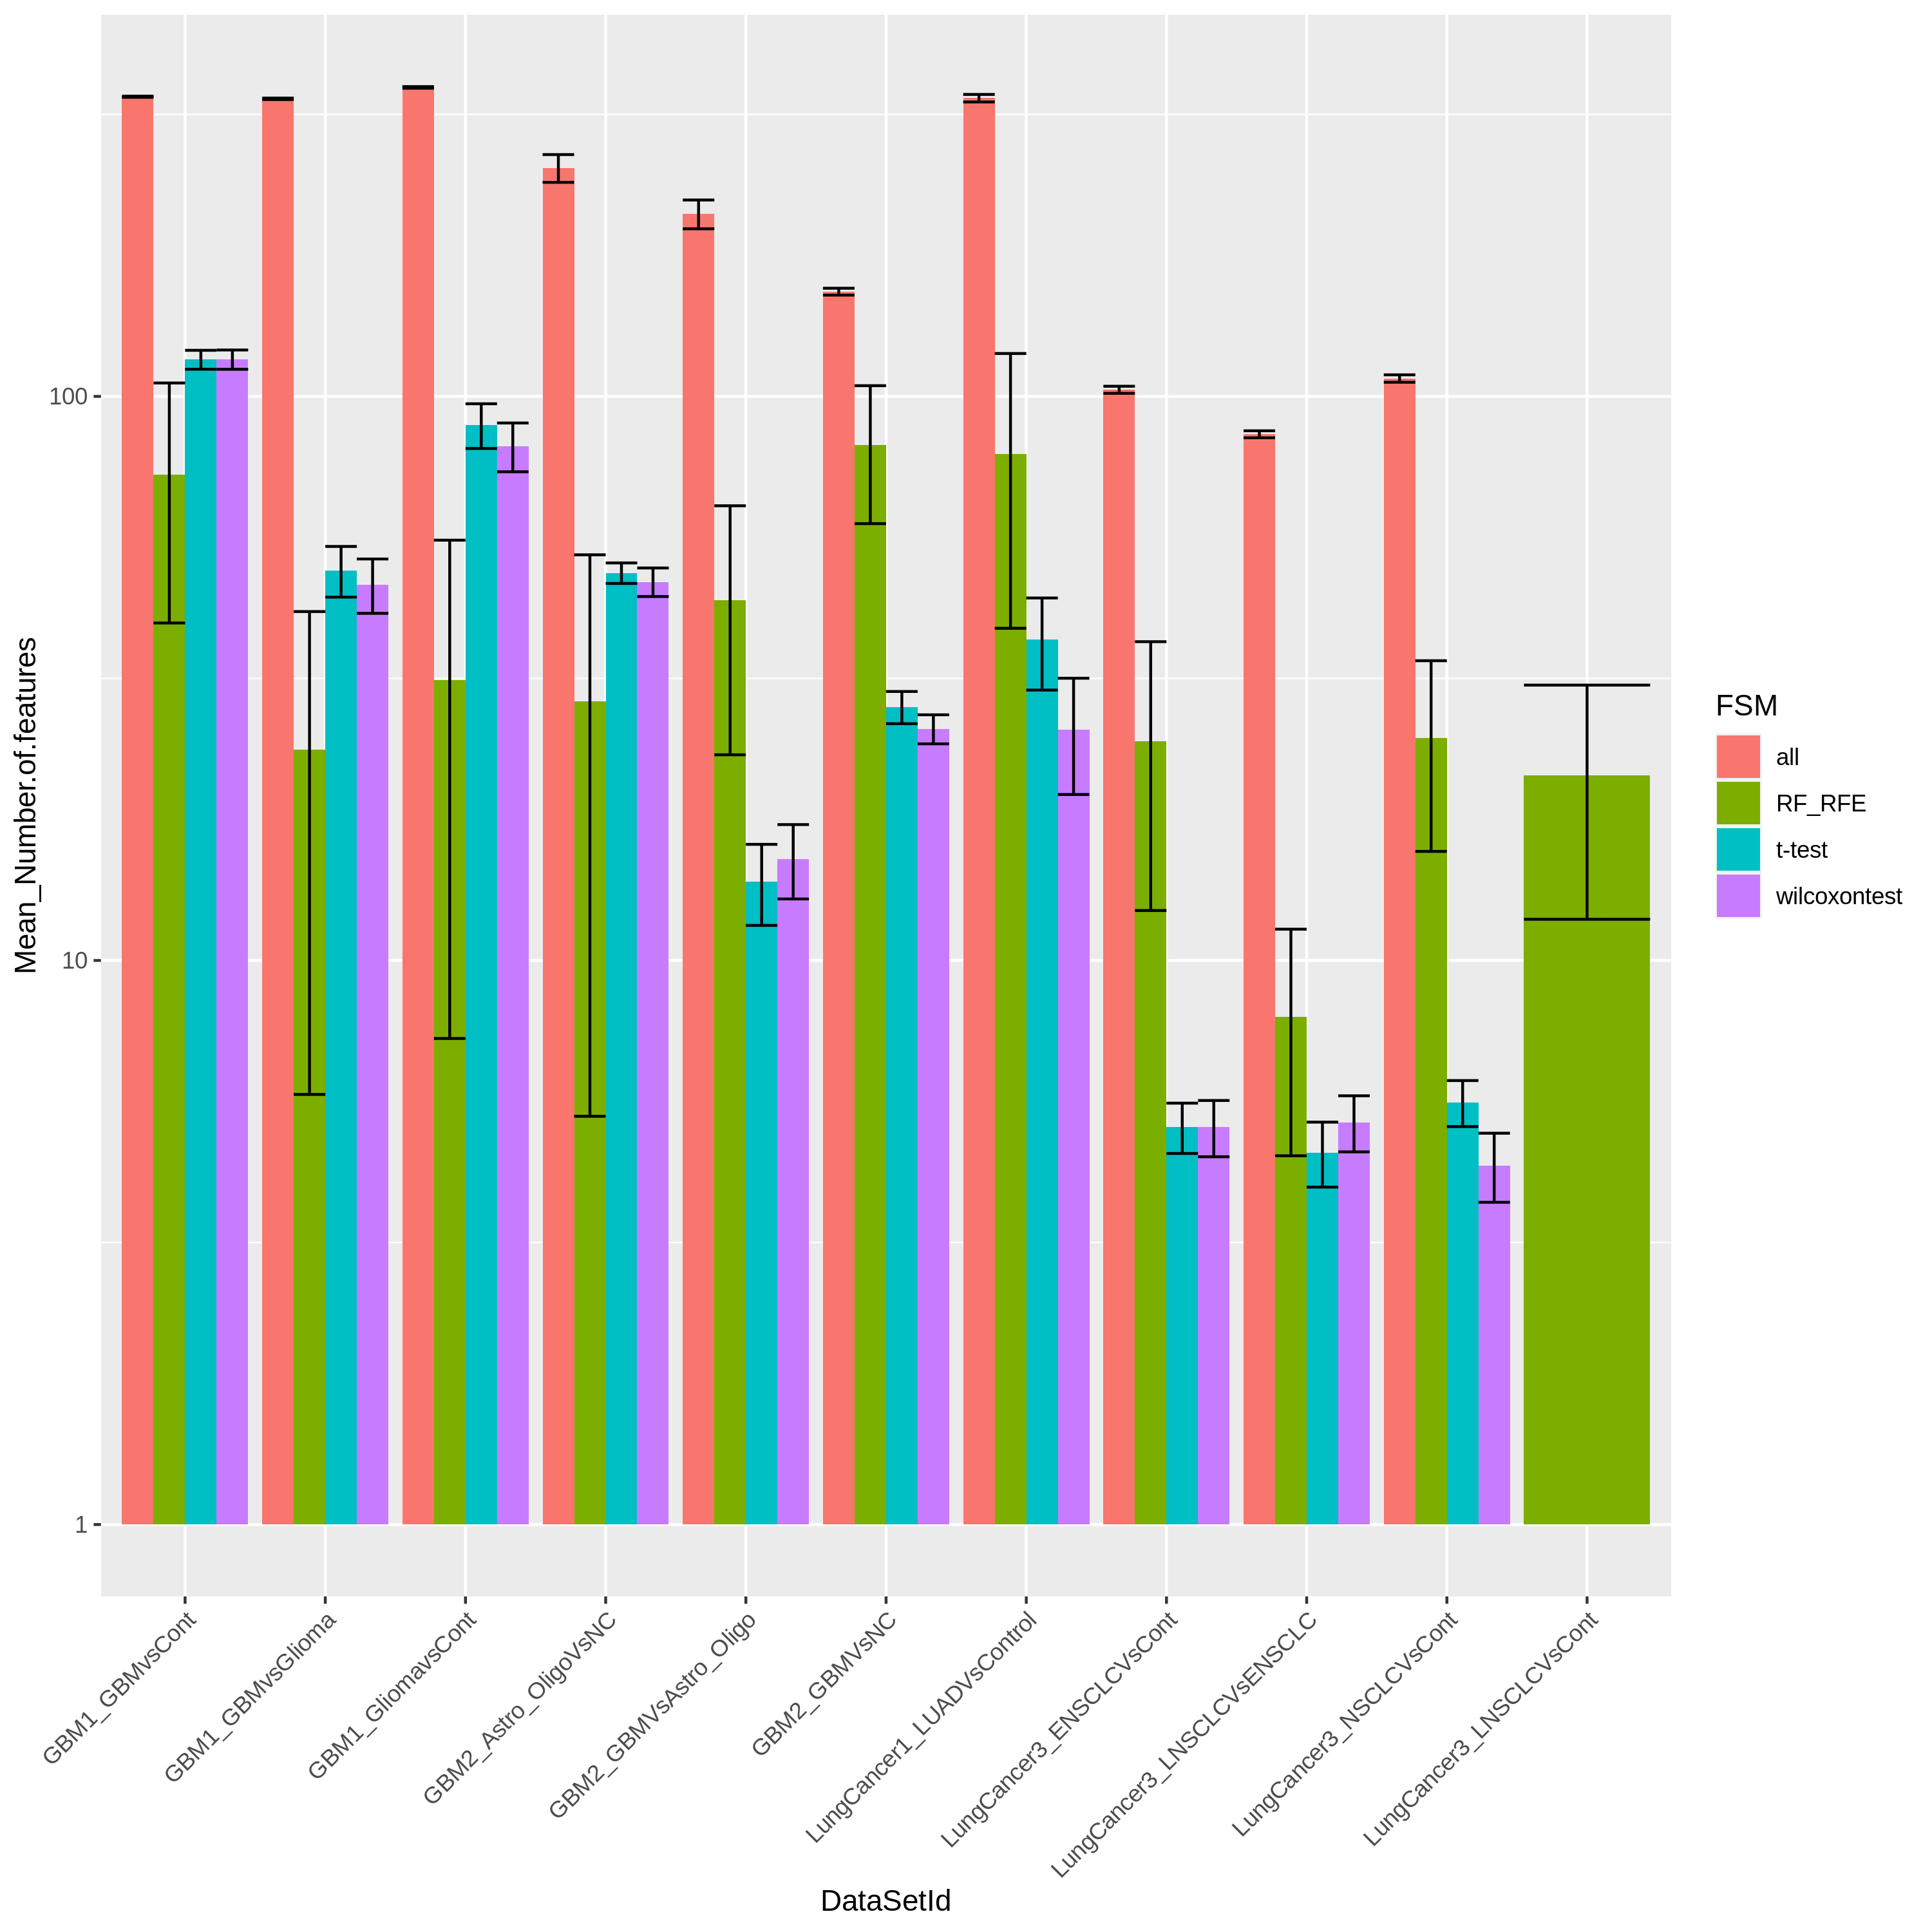 Mean_Number.of.features
100
10
1
GBM1_GBMvsCont
GBM1_GBMvsGlioma
GBM1_GliomavsCont
GBM2_Astro_OligoVsNC
GBM2_GBMVsAstro_Oligo
GBM2_GBMVsNC
LungCancer1_LUADVsControl
LungCancer3_ENSCLCVsCont
LungCancer3_LNSCLCVsENSCLC
LungCancer3_NSCLCVsCont
LungCancer3_LNSCLCVsCont
DataSetId
FSM
all
RF_RFE
t-test
wilcoxontest